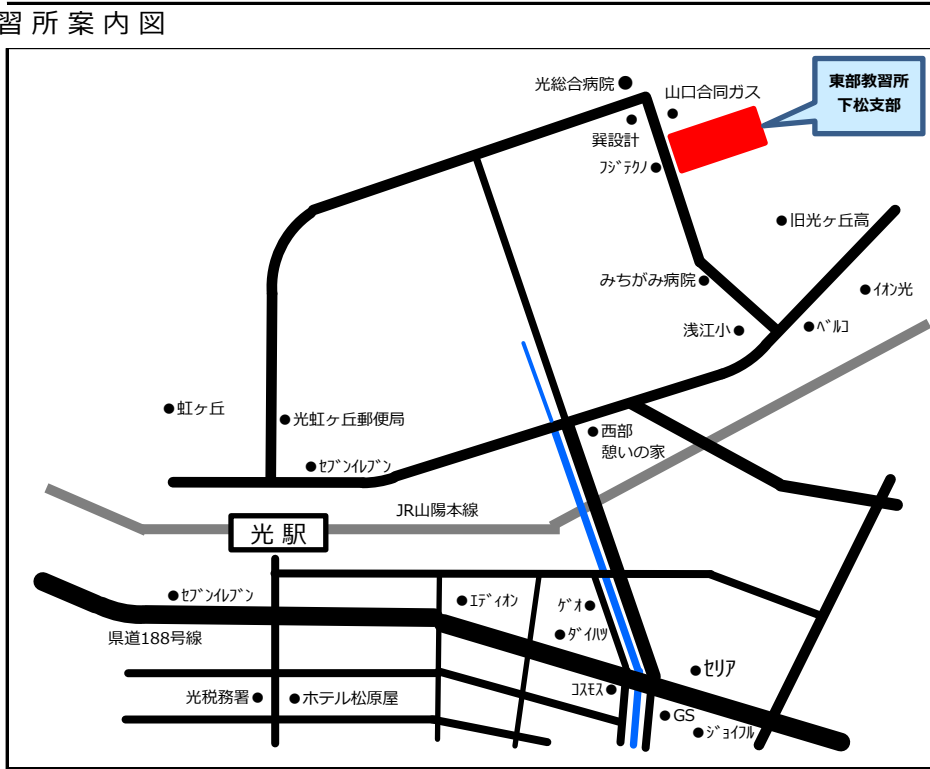 習所案内図
光総合病院
山口合同ガス
東部教習所
下松支部
巽設計
ﾌｼﾞﾃｸﾉ
旧光ヶ丘高
みちがみ病院
ｲｵﾝ光
浅江小
ﾍﾞﾙｺ
虹ヶ丘
光虹ヶ丘郵便局
西部
憩いの家
ｾﾌﾞﾝｲﾚﾌﾞﾝ
JR山陽本線
光駅
ｾﾌﾞﾝｲﾚﾌﾞﾝ
ｴﾃﾞｨｵﾝ
ｹﾞｵ
県道188号線
ﾀﾞｲﾊﾂ
セリア
光税務署
ホテル松原屋
ｺｽﾓｽ
GS
ｼﾞｮｲﾌﾙ